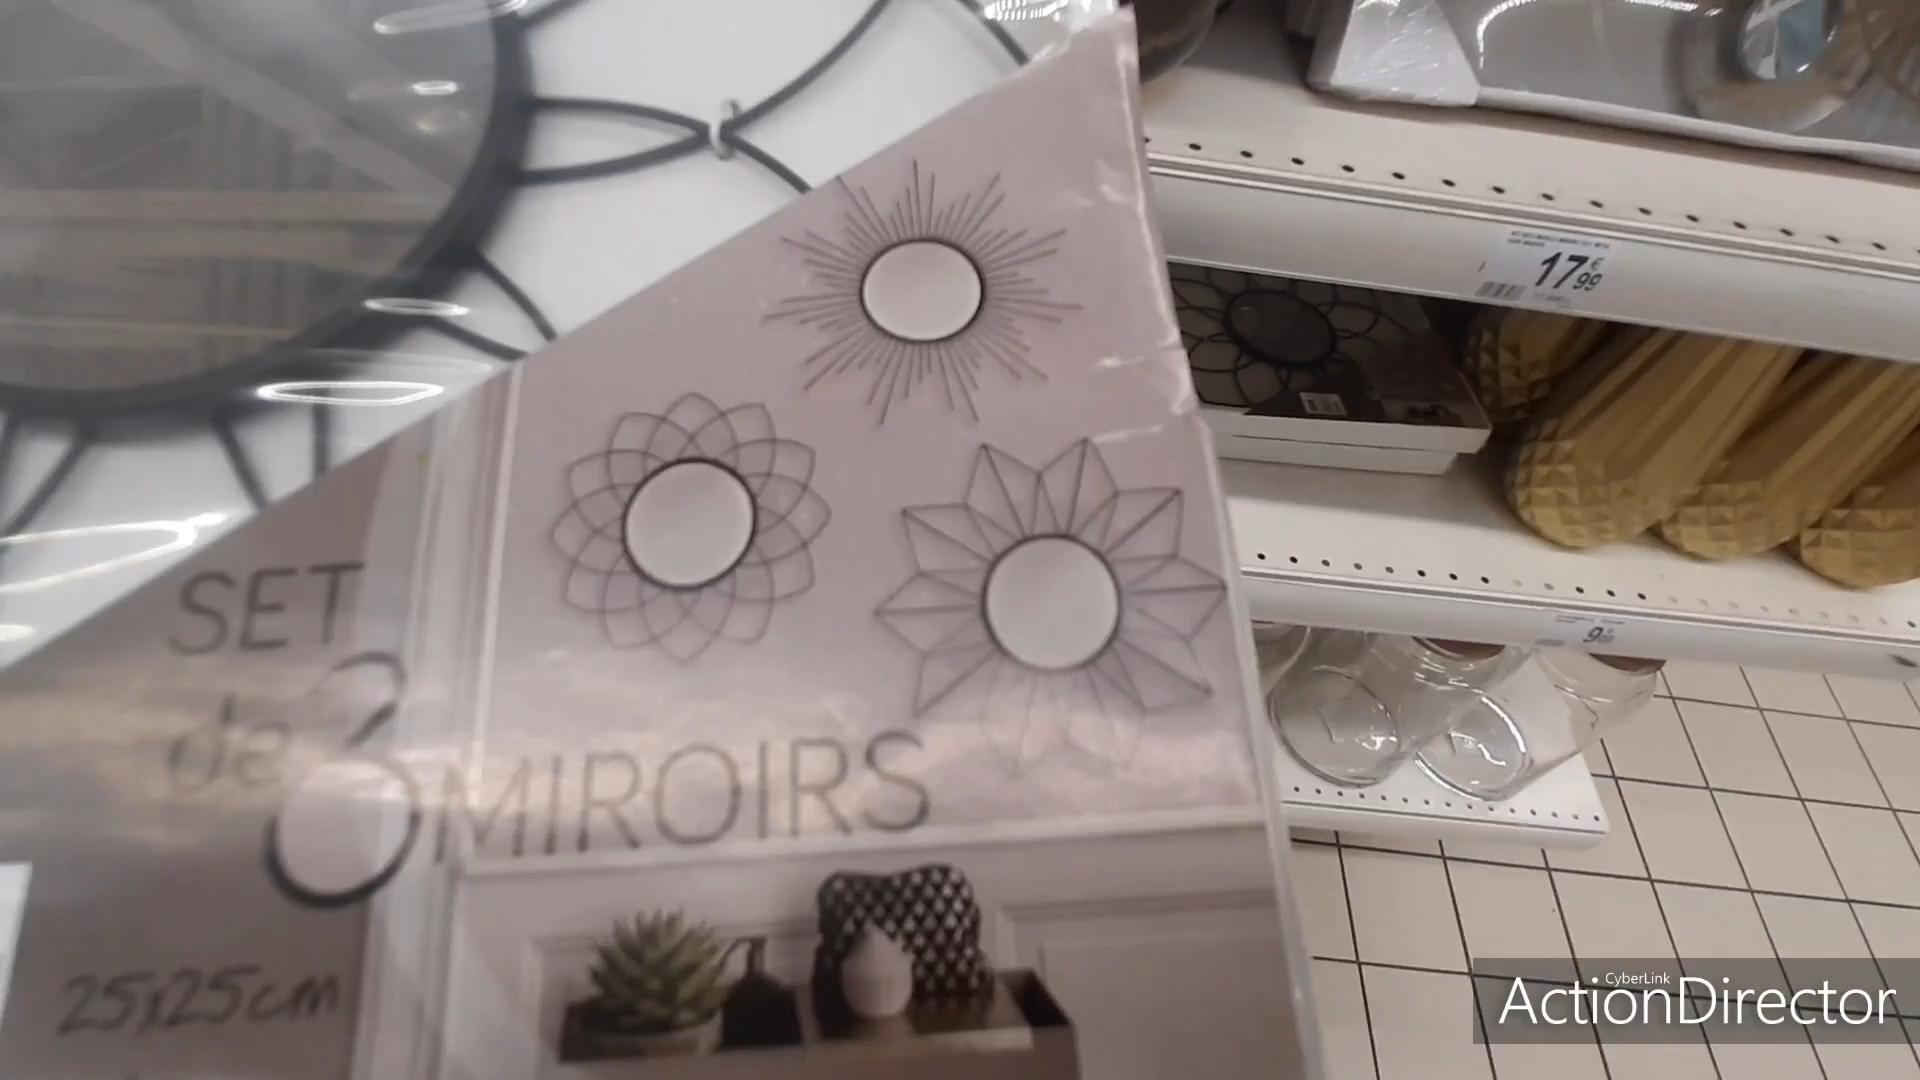 SET
de 3
MIROIRS
25x25cm
17€99
CyberLink
ActionDirector